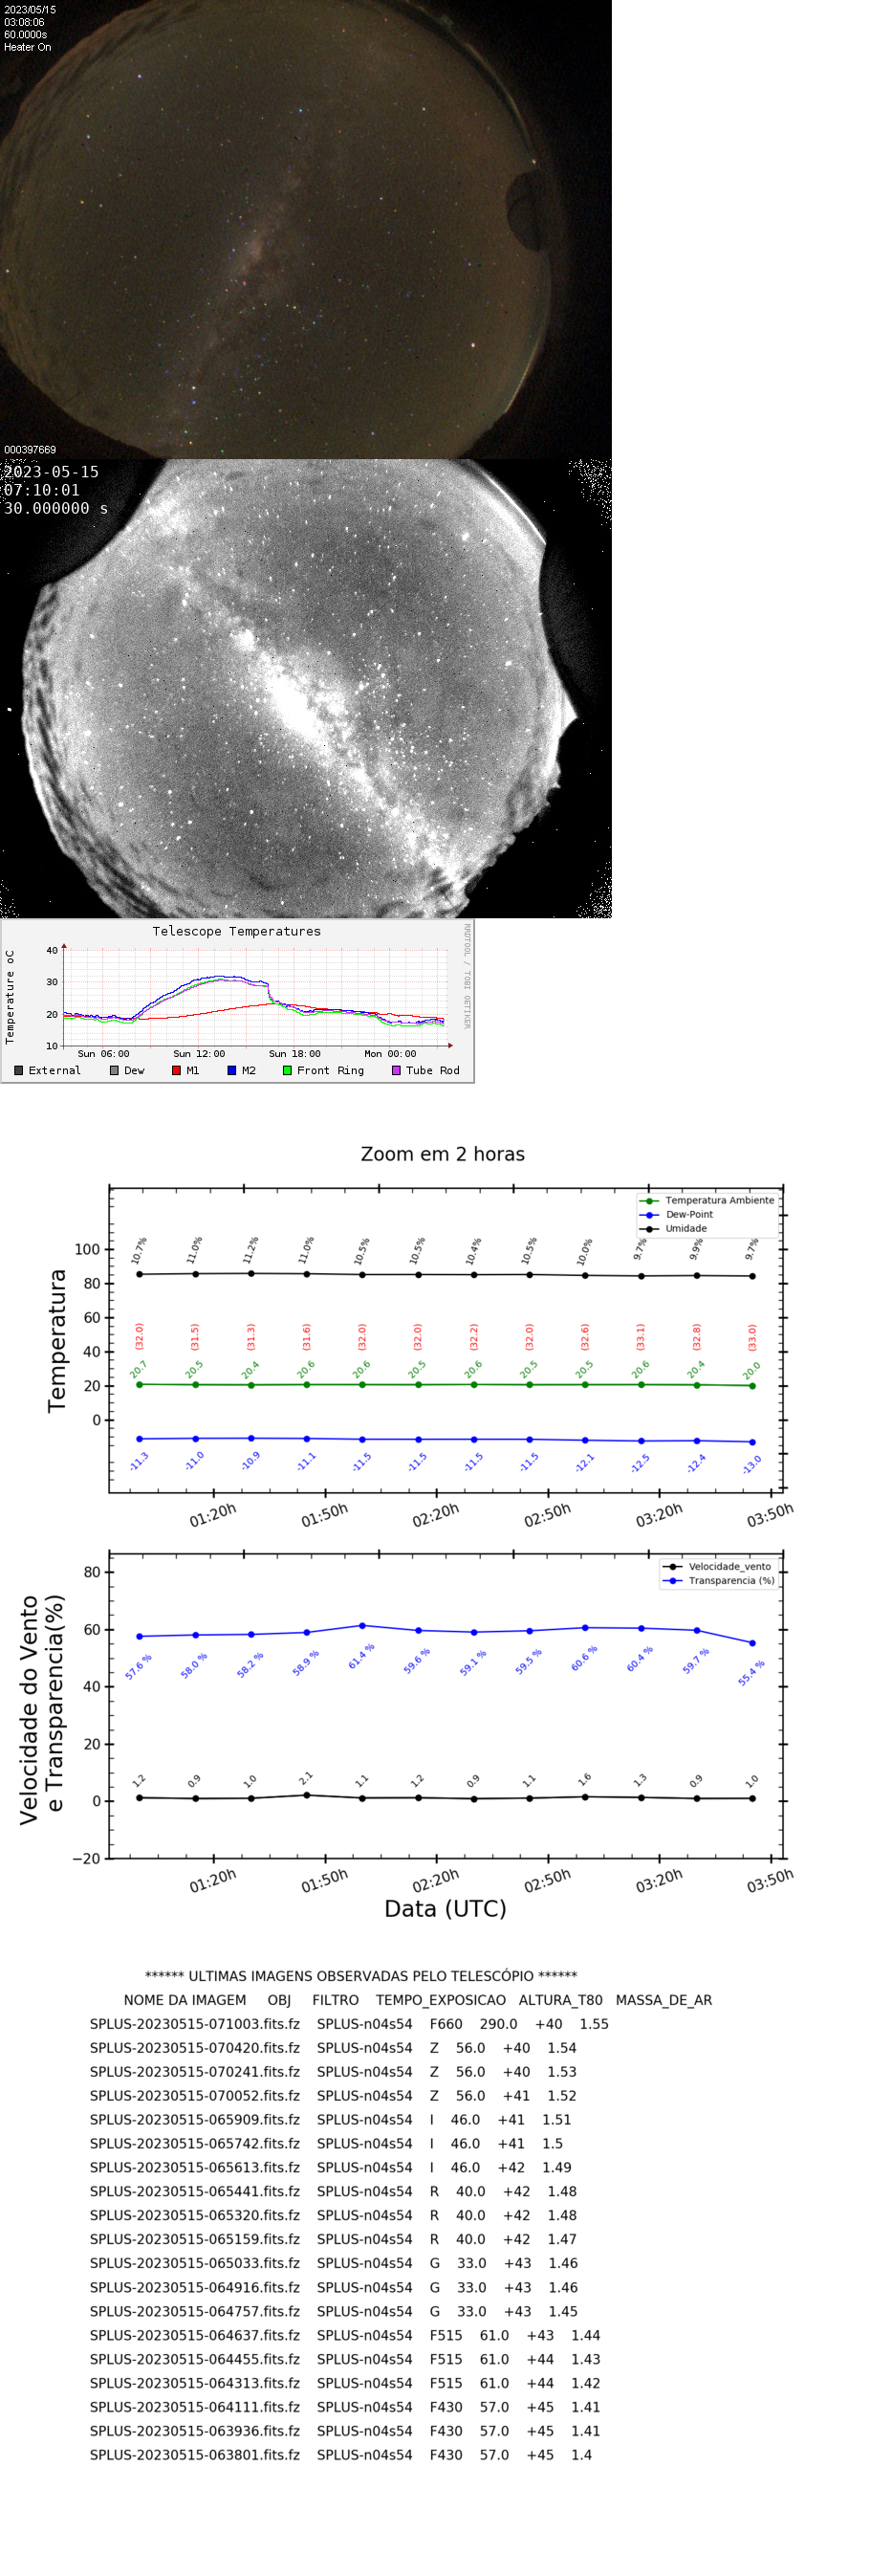 2023/05/15
03:08:06
60.0000s
Heater On
000397669
2023-05-15
07:10:01
30.000000 s
Telescope Temperatures
RRDTOOL / TOBI OETIKER
Temperature oC
40
30
20
10
Sun 06:00 Sun 12:00 Sun 18:00 Mon 00:00
External Dew M1 M2 Front Ring Tube Rod
Zoom em 2 horas
Temperatura Ambiente
Dew-Point
Umidade
Temperatura
100
80
60
40
20
0
10.7% 11.0% 11.2% 11.0% 10.5% 10.5% 10.4% 10.5% 10.0% 9.7% 9.9% 9.7%
(32.0) (31.5) (31.3) (31.6) (32.0) (32.0) (32.2) (32.0) (32.6) (33.1) (32.8) (33.0)
20.7 20.5 20.4 20.6 20.6 20.5 20.6 20.5 20.5 20.6 20.4 20.0
-11.3 -11.0 -10.9 -11.1 -11.5 -11.5 -11.5 -11.5 -12.1 -12.5 -12.4 -13.0
01:20h 01:50h 02:20h 02:50h 03:20h 03:50h
Velocidade_vento
Transparencia (%)
Velocidade do Vento
e Transparencia(%)
80
60
40
20
0
−20
57.6 % 58.0 % 58.2 % 58.9 % 61.4 % 59.6 % 59.1 % 59.5 % 60.6 % 60.4 % 59.7 % 55.4 %
1.2 0.9 1.0 2.1 1.1 1.2 0.9 1.1 1.6 1.3 0.9 1.0
01:20h 01:50h 02:20h 02:50h 03:20h 03:50h
Data (UTC)
****** ULTIMAS IMAGENS OBSERVADAS PELO TELESCÓPIO ******
NOME DA IMAGEM OBJ FILTRO TEMPO_EXPOSICAO ALTURA_T80 MASSA_DE_AR
SPLUS-20230515-071003.fits.fz SPLUS-n04s54 F660 290.0 +40 1.55
SPLUS-20230515-070420.fits.fz SPLUS-n04s54 Z 56.0 +40 1.54
SPLUS-20230515-070241.fits.fz SPLUS-n04s54 Z 56.0 +40 1.53
SPLUS-20230515-070052.fits.fz SPLUS-n04s54 Z 56.0 +41 1.52
SPLUS-20230515-065909.fits.fz SPLUS-n04s54 I 46.0 +41 1.51
SPLUS-20230515-065742.fits.fz SPLUS-n04s54 I 46.0 +41 1.5
SPLUS-20230515-065613.fits.fz SPLUS-n04s54 I 46.0 +42 1.49
SPLUS-20230515-065441.fits.fz SPLUS-n04s54 R 40.0 +42 1.48
SPLUS-20230515-065320.fits.fz SPLUS-n04s54 R 40.0 +42 1.48
SPLUS-20230515-065159.fits.fz SPLUS-n04s54 R 40.0 +42 1.47
SPLUS-20230515-065033.fits.fz SPLUS-n04s54 G 33.0 +43 1.46
SPLUS-20230515-064916.fits.fz SPLUS-n04s54 G 33.0 +43 1.46
SPLUS-20230515-064757.fits.fz SPLUS-n04s54 G 33.0 +43 1.45
SPLUS-20230515-064637.fits.fz SPLUS-n04s54 F515 61.0 +43 1.44
SPLUS-20230515-064455.fits.fz SPLUS-n04s54 F515 61.0 +44 1.43
SPLUS-20230515-064313.fits.fz SPLUS-n04s54 F515 61.0 +44 1.42
SPLUS-20230515-064111.fits.fz SPLUS-n04s54 F430 57.0 +45 1.41
SPLUS-20230515-063936.fits.fz SPLUS-n04s54 F430 57.0 +45 1.41
SPLUS-20230515-063801.fits.fz SPLUS-n04s54 F430 57.0 +45 1.4